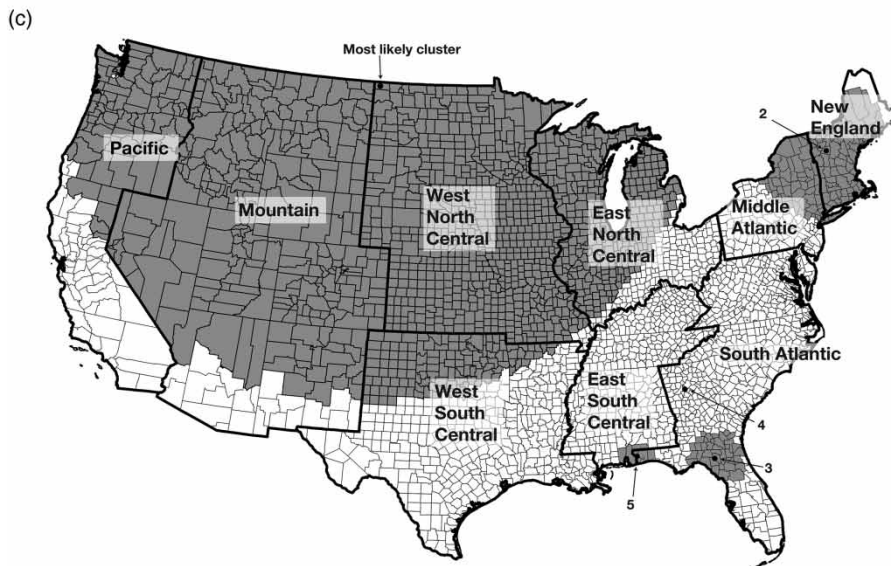 (c)
Most likely cluster
2
New
England
Pacific
Mountain
West
North
Central
East
North
Central
Middle
Atlantic
South Atlantic
West
South
Central
East
South
Central
4
3
5